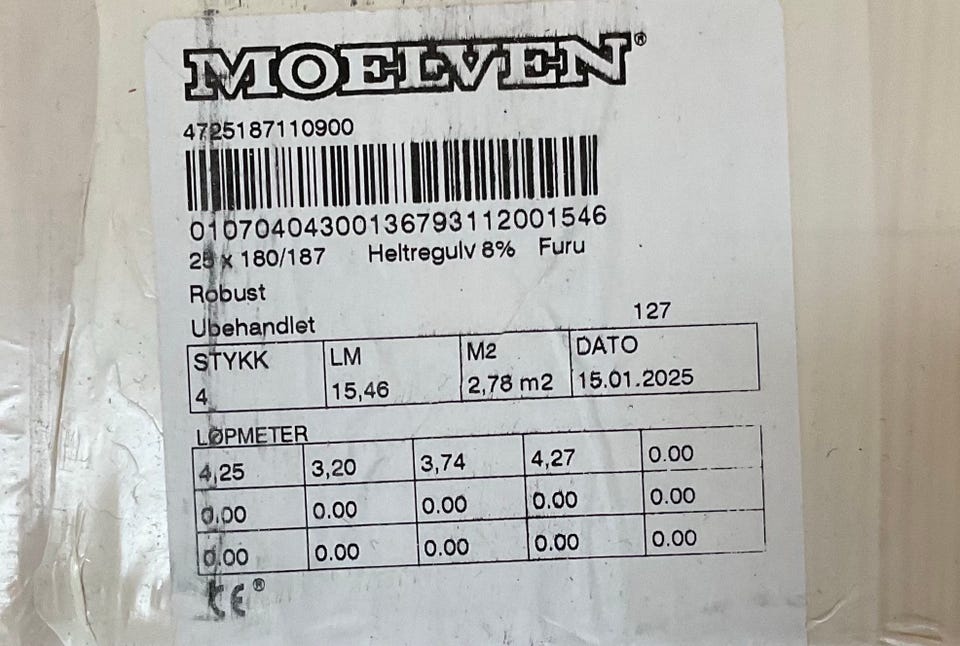 MOELVEN®
4725187110900
01070404300136793112001546
25 x 180/187 Heltregulv 8% Furu
Robust
Ubehandlet 127
STYKK LM M2 DATO
4 15,46 2,78 m2 15.01.2025
LØPMETER
4,25 3,20 3,74 4,27 0.00
0.00 0.00 0.00 0.00 0.00
0.00 0.00 0.00 0.00 0.00
CE®